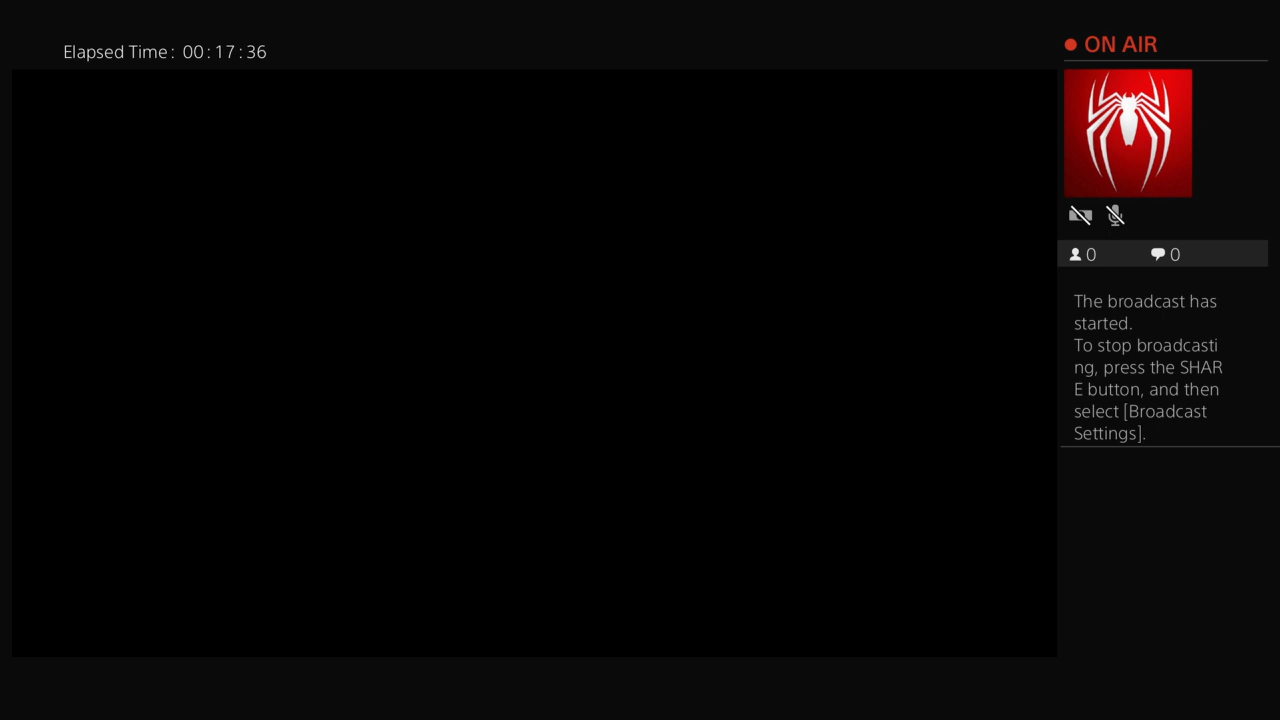 Elapsed Time: 00:17:36
ON AIR
0 0
The broadcast has
started.
To stop broadcasti
ng, press the SHAR
E button, and then
select [Broadcast
Settings].